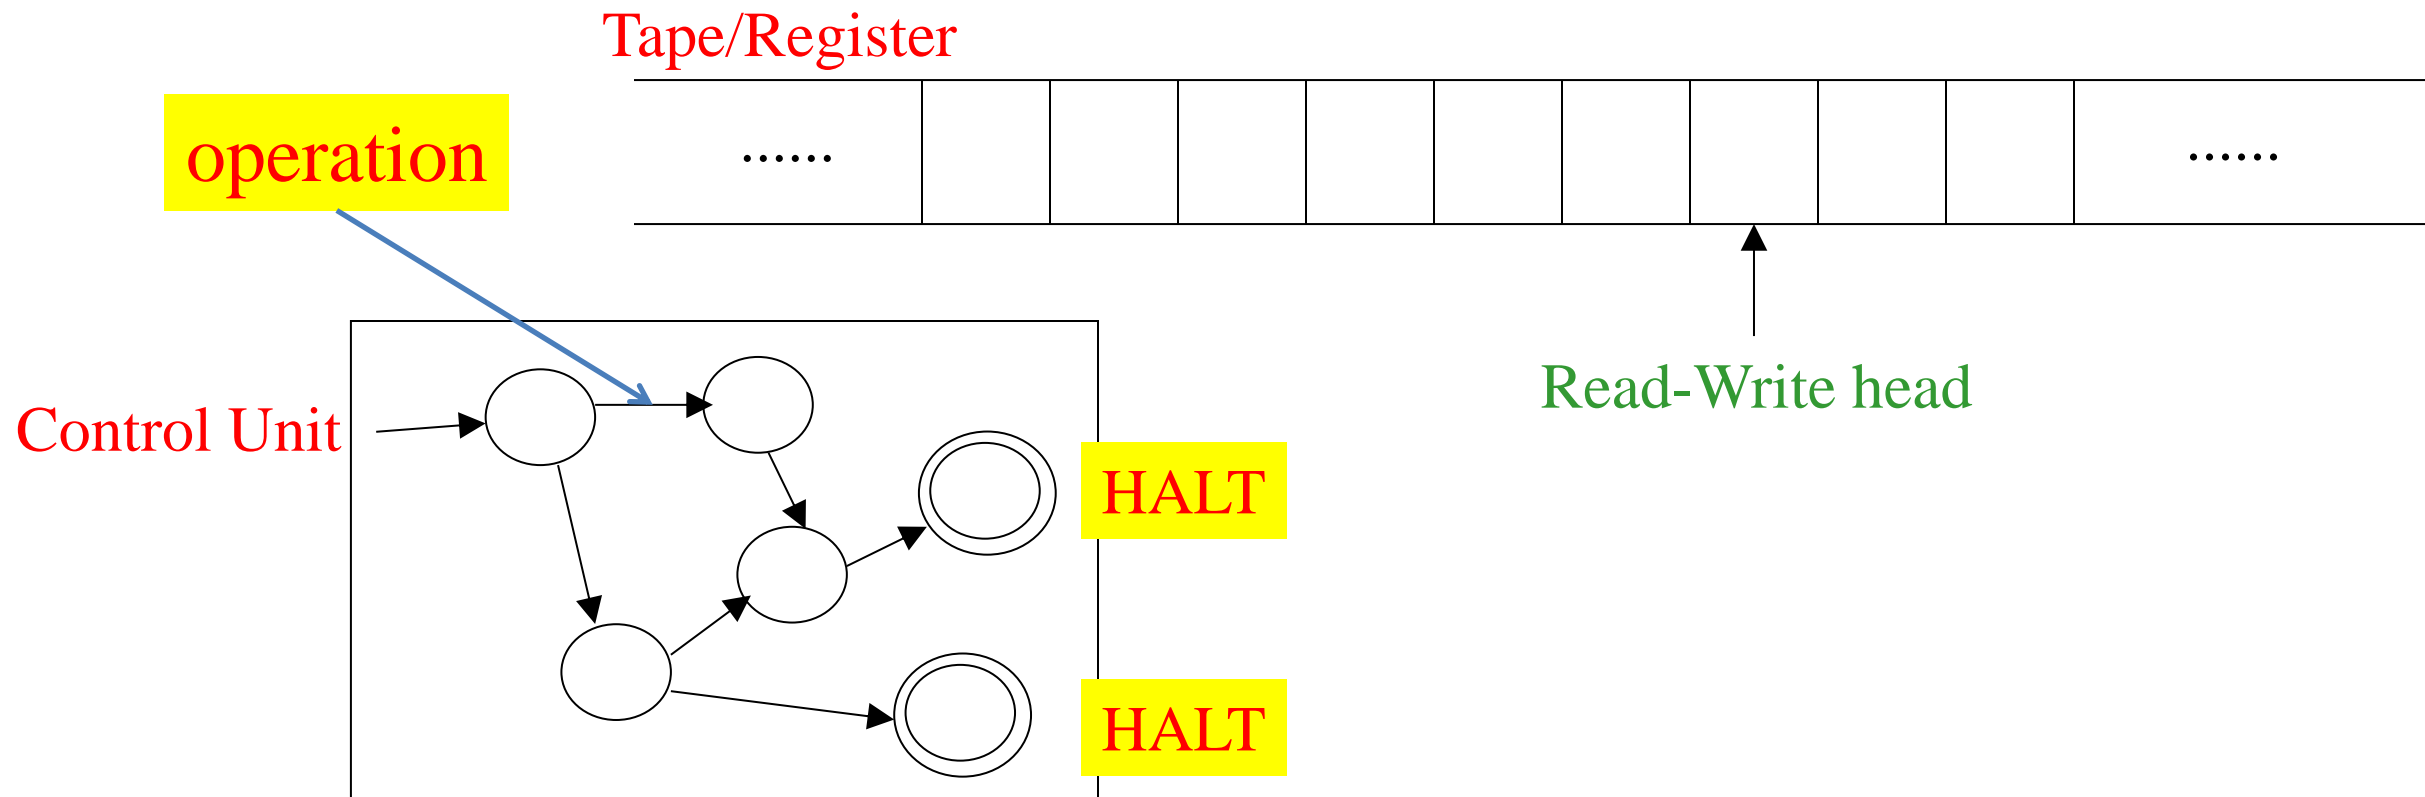 Tape/Register
operation
......
......
Read-Write head
Control Unit
HALT
HALT